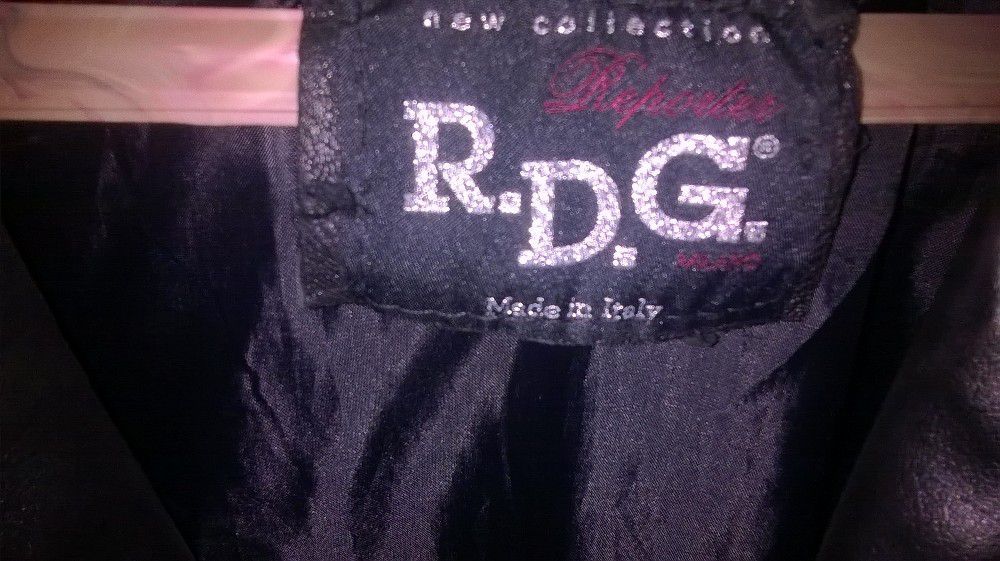 new collection
Reporter
R.D.G.®
Made in Italy